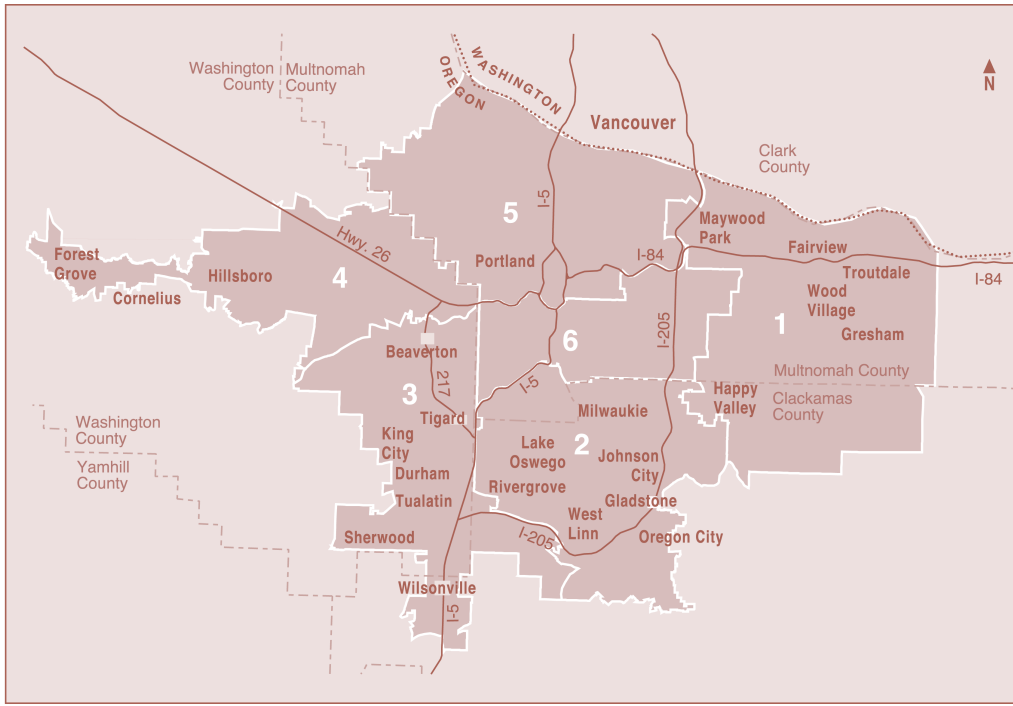 WASHINGTON
OREGON
Washington
County
Multnomah
County
N
Vancouver
Clark
County
I-5
5
Maywood
Park
Fairview
Hwy. 26
Portland
I-84
Forest
Grove
Hillsboro
4
Troutdale
I-84
Cornelius
Wood
Village
1
Gresham
I-205
6
Beaverton
Multnomah County
217
I-5
3
Happy
Valley
Clackamas
County
Tigard
Milwaukie
Washington
County
King
City
Lake
Oswego
2
Johnson
City
Yamhill
County
Durham
Rivergrove
Tualatin
Gladstone
West
Linn
Sherwood
I-205
Oregon City
Wilsonville
I-5